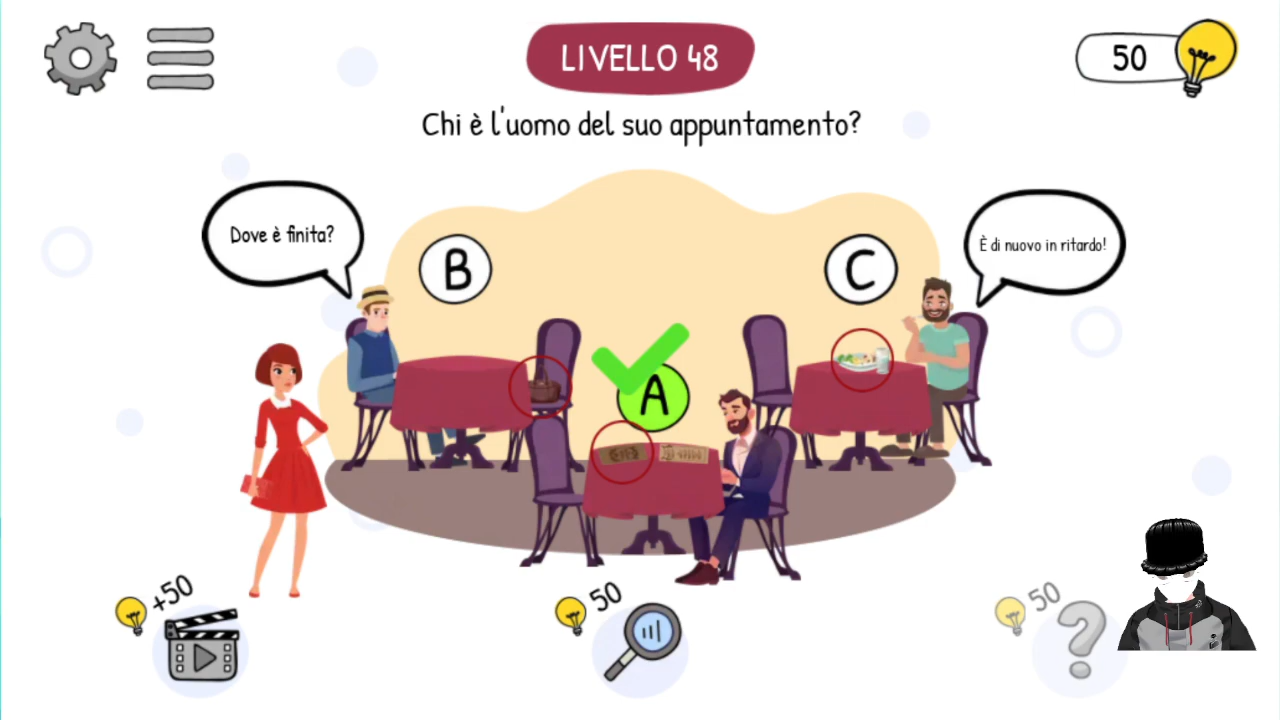 LIVELLO 48
50
Chi è l'uomo del suo appuntamento?
Dove è finita?
È di nuovo in ritardo!
B
C
A
+50
50
50
?